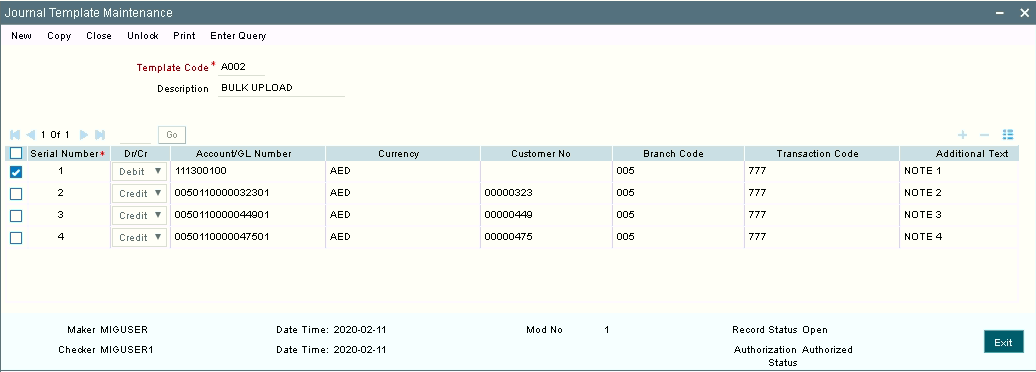 Journal Template Maintenance
New Copy Close Unlock Print Enter Query
Template Code * A002
Description BULK UPLOAD
1 Of 1 Go
Serial Number* Dr/Cr Account/GL Number Currency Customer No Branch Code Transaction Code Additional Text
1 Debit 111300100 AED 005 777 NOTE 1
2 Credit 0050110000032301 AED 00000323 005 777 NOTE 2
3 Credit 0050110000044901 AED 00000449 005 777 NOTE 3
4 Credit 0050110000047501 AED 00000475 005 777 NOTE 4
Maker MIGUSER Date Time: 2020-02-11 Mod No 1 Record Status Open
Checker MIGUSER1 Date Time: 2020-02-11 Authorization Authorized
Status
Exit